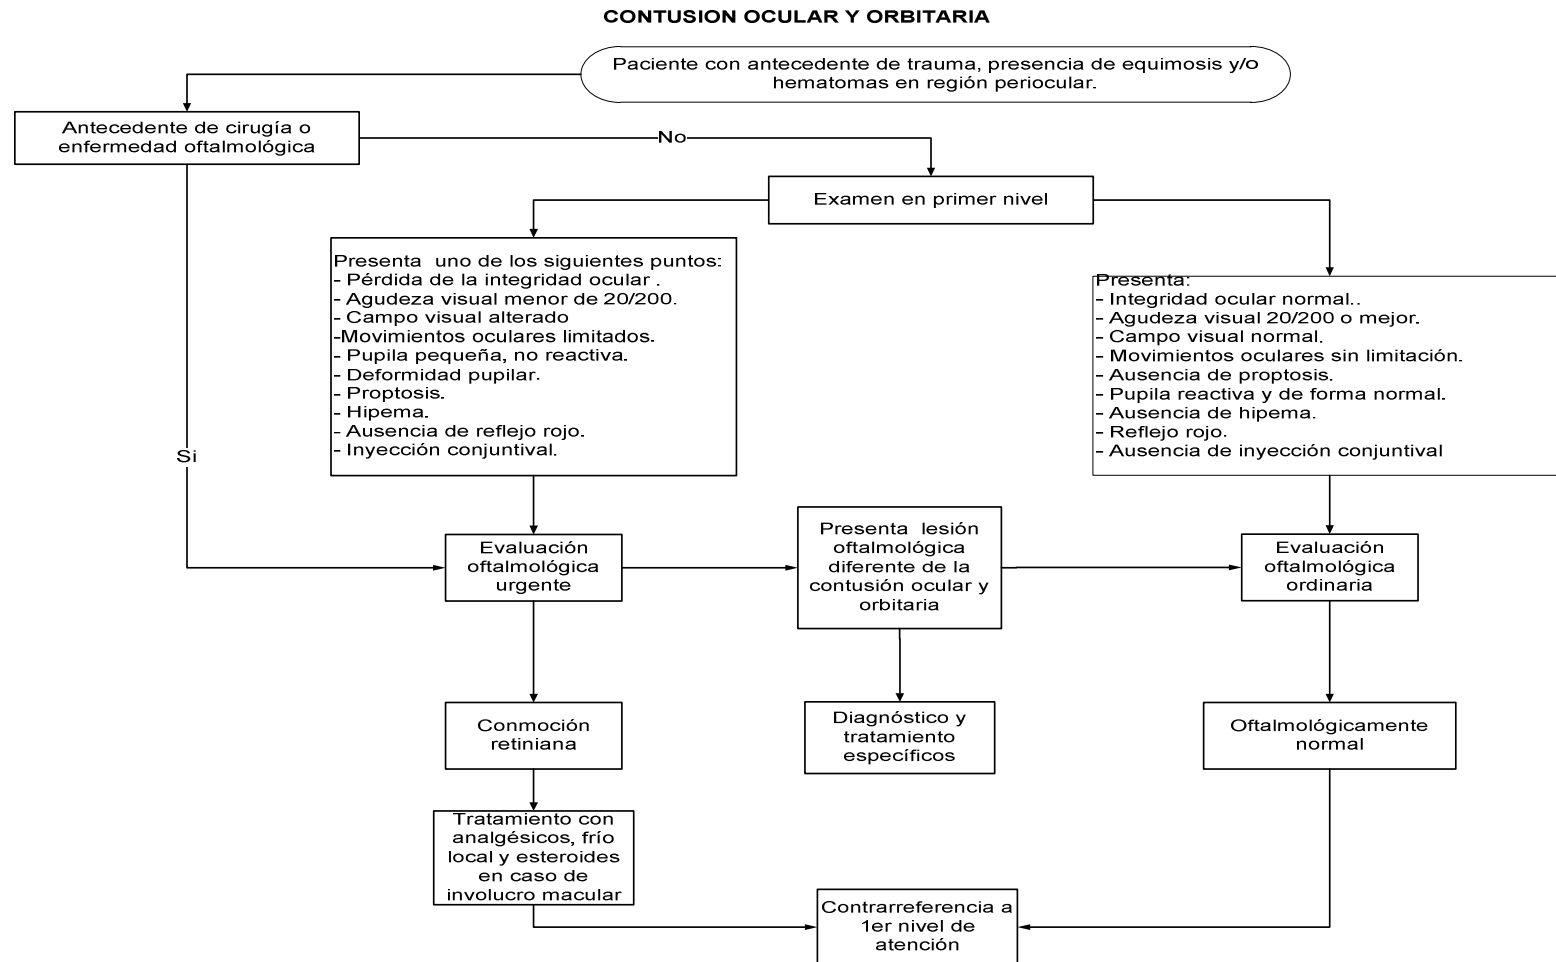 CONTUSION OCULAR Y ORBITARIA
Paciente con antecedente de trauma, presencia de equimosis y/o
hematomas en región periocular.
Antecedente de cirugía o
enfermedad oftalmológica
No
Examen en primer nivel
Presenta  uno de los siguientes puntos:
- Pérdida de la integridad ocular .
- Agudeza visual menor de 20/200.
- Campo visual alterado
-Movimientos oculares limitados.
- Pupila pequeña, no reactiva.
- Deformidad pupilar.
- Proptosis.
- Hipema.
- Ausencia de reflejo rojo.
- Inyección conjuntival.
Presenta:
- Integridad ocular normal..
- Agudeza visual 20/200 o mejor.
- Campo visual normal.
- Movimientos oculares sin limitación.
- Ausencia de proptosis.
- Pupila reactiva y de forma normal.
- Ausencia de hipema.
- Reflejo rojo.
- Ausencia de inyección conjuntival
Si
Evaluación
oftalmológica
urgente
Presenta  lesión
oftalmológica
diferente de la
contusión ocular y
orbitaria
Evaluación
oftalmológica
ordinaria
Conmoción
retiniana
Diagnóstico y
tratamiento
específicos
Oftalmológicamente
normal
Tratamiento con
analgésicos, frío
local y esteroides
en caso de
involucro macular
Contrarreferencia a
1er nivel de
atención